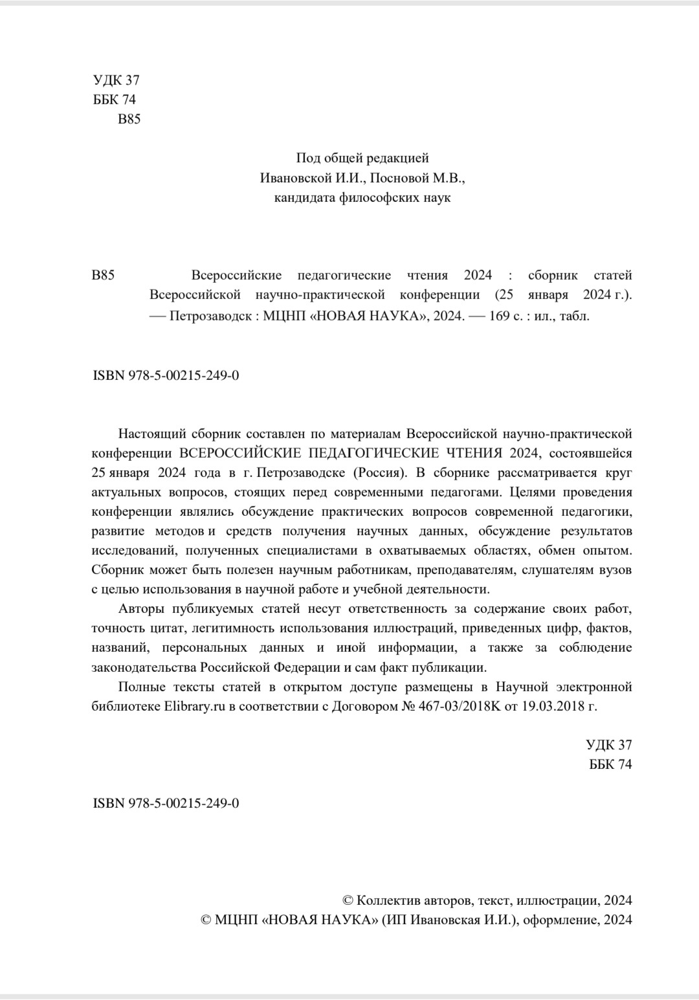 УДК 37
ББК 74
В85
Под общей редакцией
Ивановской И.И., Посновой М.В.,
кандидата философских наук
В85 Всероссийские педагогические чтения 2024 : сборник статей
Всероссийской научно-практической конференции (25 января 2024 г.).
— Петрозаводск : МЦНП «НОВАЯ НАУКА», 2024. — 169 с. : ил., табл.
ISBN 978-5-00215-249-0
Настоящий сборник составлен по материалам Всероссийской научно-практической
конференции ВСЕРОССИЙСКИЕ ПЕДАГОГИЧЕСКИЕ ЧТЕНИЯ 2024, состоявшейся
25 января 2024 года в г. Петрозаводске (Россия). В сборнике рассматривается круг
актуальных вопросов, стоящих перед современными педагогами. Целями проведения
конференции являлись обсуждение практических вопросов современной педагогики,
развитие методов и средств получения научных данных, обсуждение результатов
исследований, полученных специалистами в охватываемых областях, обмен опытом.
Сборник может быть полезен научным работникам, преподавателям, слушателям вузов
с целью использования в научной работе и учебной деятельности.
Авторы публикуемых статей несут ответственность за содержание своих работ,
точность цитат, легитимность использования иллюстраций, приведенных цифр, фактов,
названий, персональных данных и иной информации, а также за соблюдение
законодательства Российской Федерации и сам факт публикации.
Полные тексты статей в открытом доступе размещены в Научной электронной
библиотеке Elibrary.ru в соответствии с Договором № 467-03/2018K от 19.03.2018 г.
УДК 37
ББК 74
ISBN 978-5-00215-249-0
© Коллектив авторов, текст, иллюстрации, 2024
© МЦНП «НОВАЯ НАУКА» (ИП Ивановская И.И.), оформление, 2024